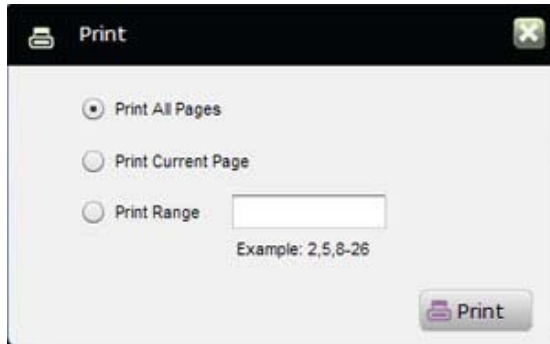 Print
Print All Pages
Print Current Page
Print Range
Example: 2,5,8-26
Print